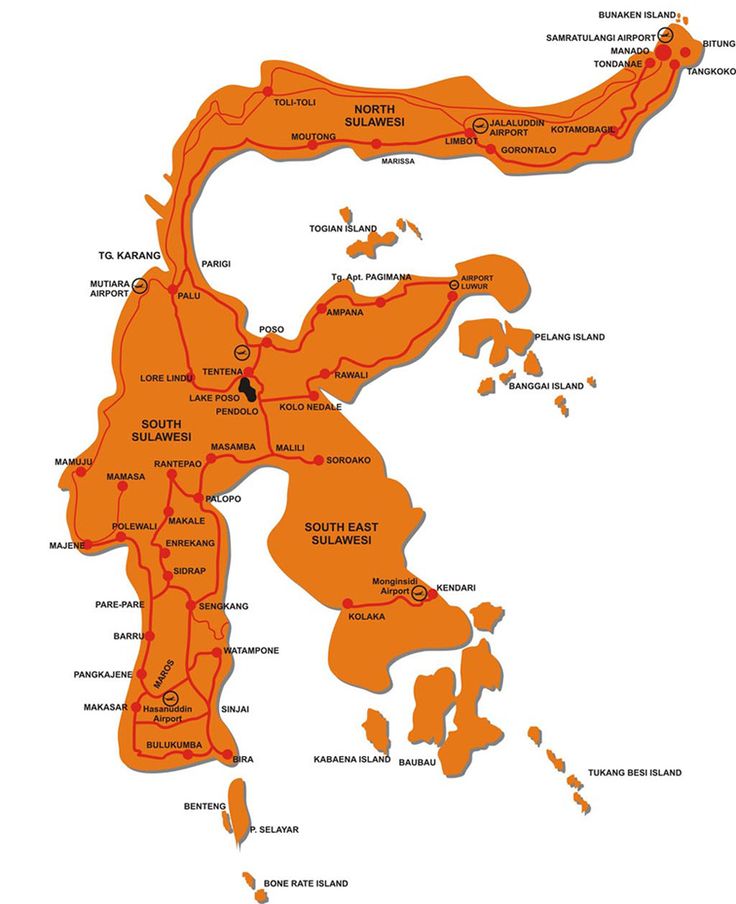 BUNAKEN ISLAND
SAMRATULANGI AIRPORT
BITUNG
MANADO
TONDANAE
TANGKOKO
TOLI-TOLI
NORTH
SULAWESI
JALALUDDIN
AIRPORT
KOTAMOBAGIL
MOUTONG
LIMBOT
GORONTALO
MARISSA
TOGIAN ISLAND
TG. KARANG
PARIGI
MUTIARA
AIRPORT
PALU
Tg. Apt. PAGIMANA
AIRPORT
LUWUR
AMPANA
POSO
PELANG ISLAND
TENTENA
LORE LINDU
RAWALI
BANGGAI ISLAND
LAKE POSO
PENDOLO
KOLO NEDALE
SOUTH
SULAWESI
MASAMBA
MALILI
MAMUJU
RANTEPAO
SOROAKO
MAMASA
PALOPO
MAKALE
POLEWALI
SOUTH EAST
SULAWESI
MAJENE
ENREKANG
SIDRAP
Monginsidi
Airport
KENDARI
PARE-PARE
SENGKANG
KOLAKA
BARRU
WATAMPONE
PANGKAJENE
MAROS
MAKASAR
Hasanuddin
Airport
SINJAI
BULUKUMBA
BIRA
KABAENA ISLAND
BAUBAU
TUKANG BESI ISLAND
BENTENG
P. SELAYAR
BONE RATE ISLAND